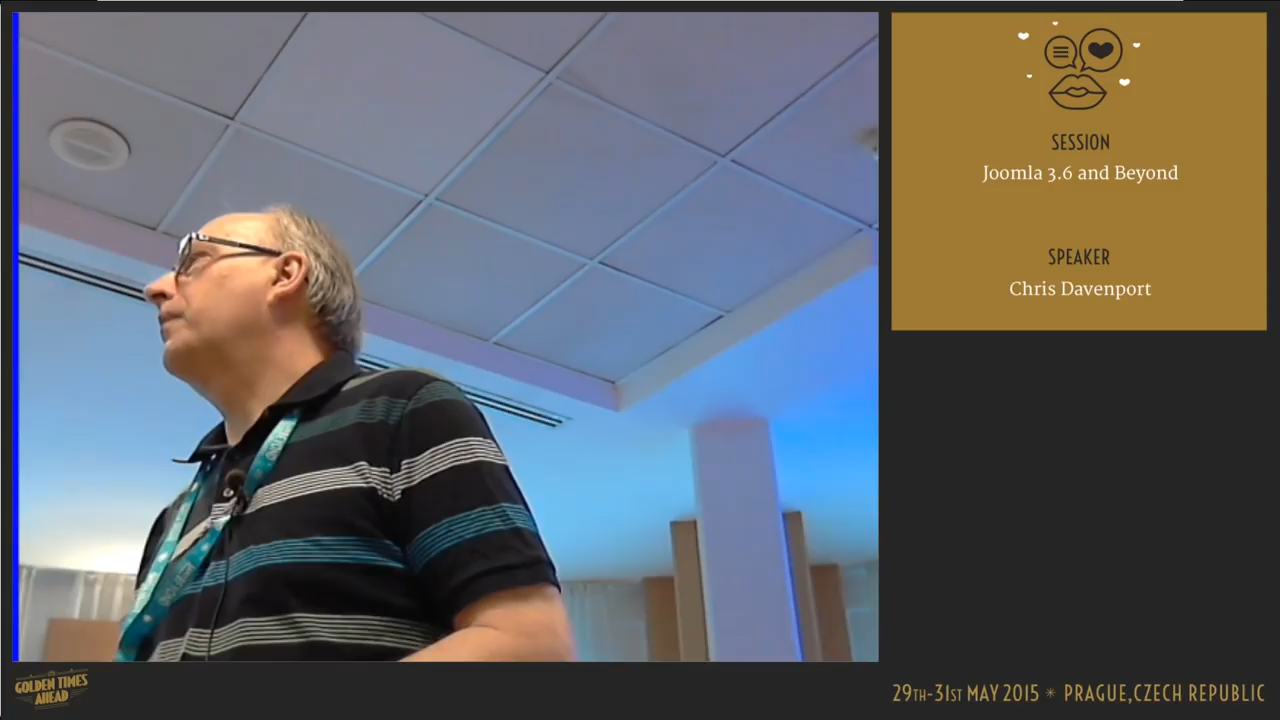 SESSION
Joomla 3.6 and Beyond
SPEAKER
Chris Davenport
GOLDEN TIMES
AHEAD
29TH-31ST MAY 2015 * PRAGUE,CZECH REPUBLIC